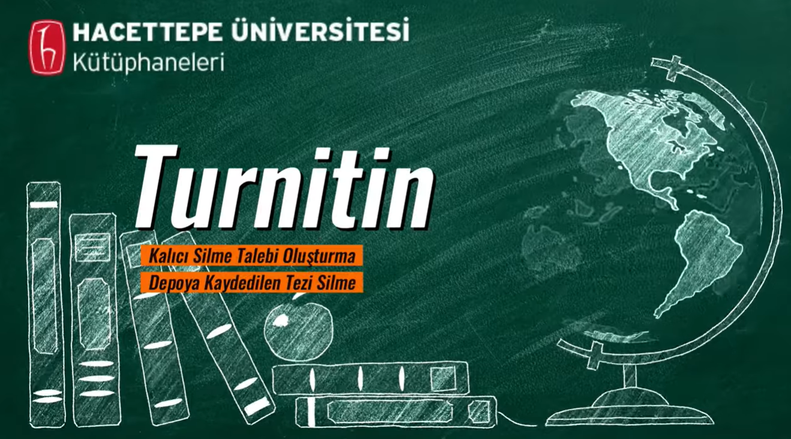 HACETTEPE ÜNİVERSİTESİ
Kütüphaneleri
Turnitin
Kalıcı Silme Talebi Oluşturma
Depoya Kaydedilen Tezi Silme